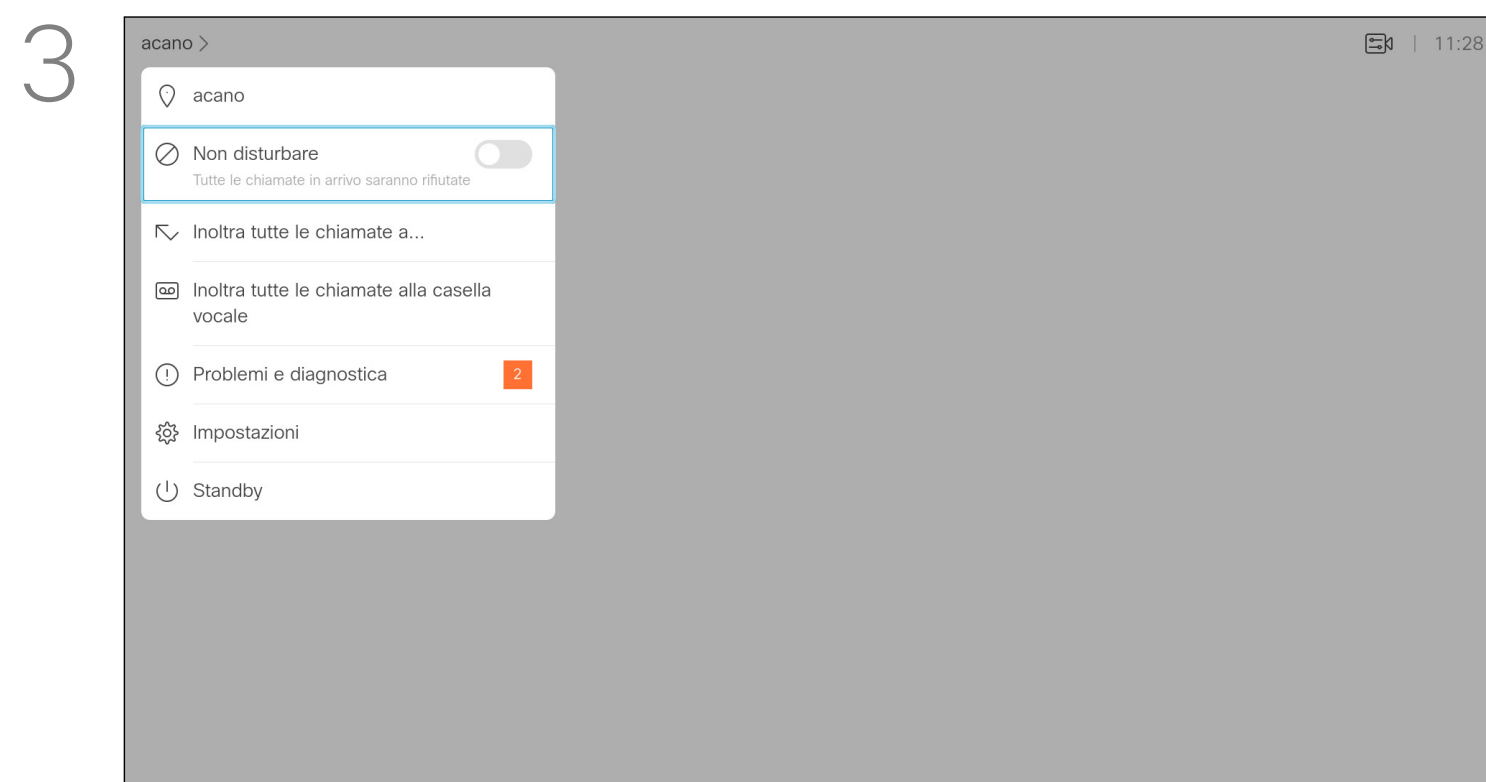 3
acano
11:28
acano
Non disturbare
Tutte le chiamate in arrivo saranno rifiutate
Inoltra tutte le chiamate a...
Inoltra tutte le chiamate alla casella
vocale
Problemi e diagnostica 2
Impostazioni
Standby